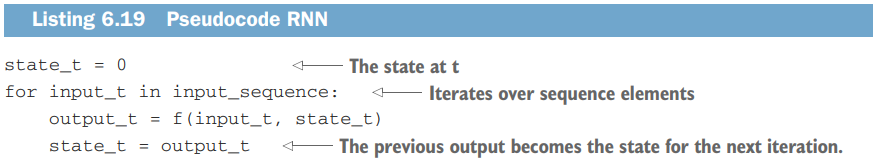 Listing 6.19 Pseudocode RNN
state_t = 0 The state at t
for input_t in input_sequence: Iterates over sequence elements
    output_t = f(input_t, state_t)
    state_t = output_t The previous output becomes the state for the next iteration.